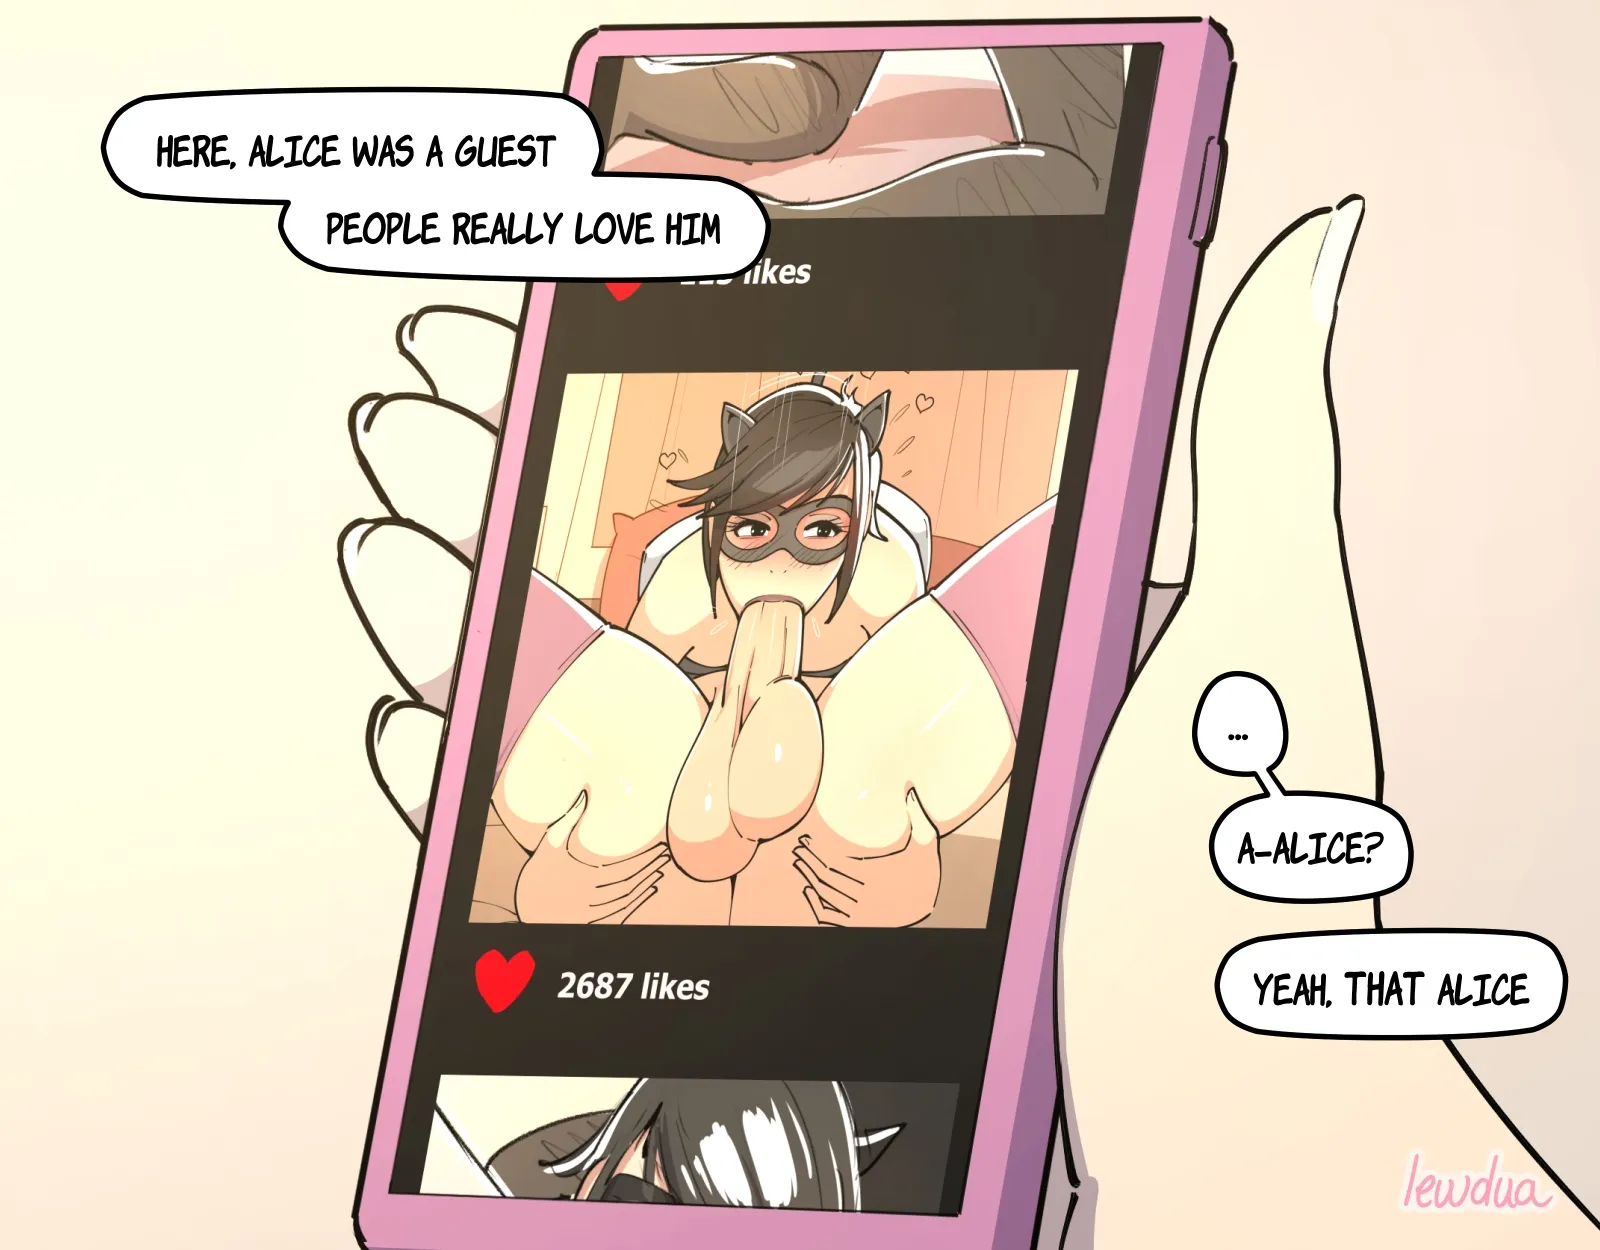 HERE, ALICE WAS A GUEST
PEOPLE REALLY LOVE HIM
likes
2687 likes
...
A-ALICE?
YEAH, THAT ALICE
lewdua